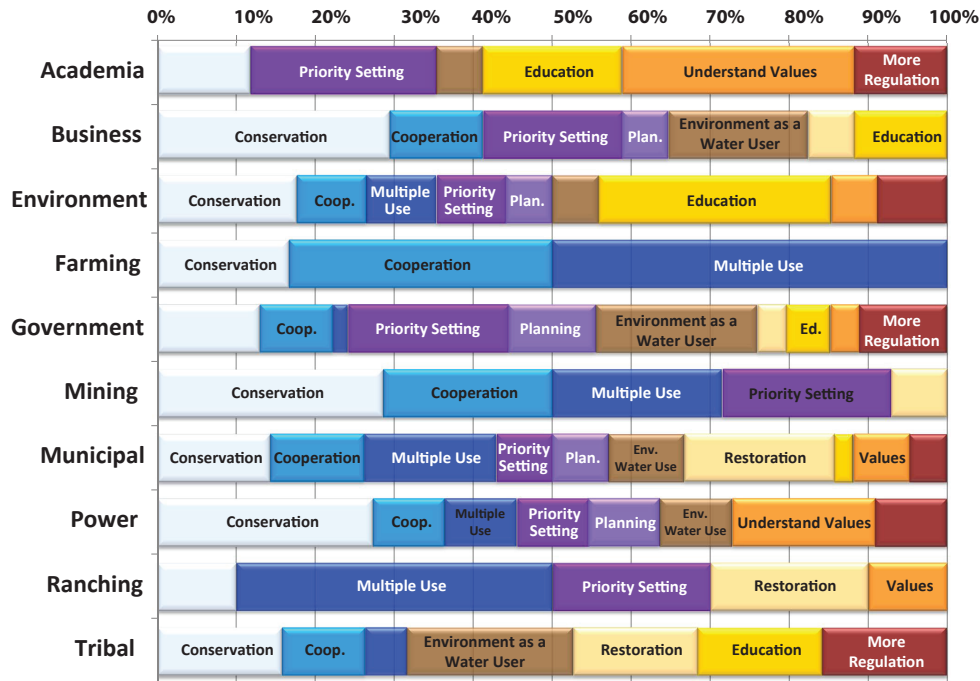 0% 10% 20% 30% 40% 50% 60% 70% 80% 90% 100%
Academia Priority Setting Education Understand Values More Regulation
Business Conservation Cooperation Priority Setting Plan. Environment as a Water User Education
Environment Conservation Coop. Multiple Use Priority Setting Plan. Education
Farming Conservation Cooperation Multiple Use
Government Coop. Priority Setting Planning Environment as a Water User Ed. More Regulation
Mining Conservation Cooperation Multiple Use Priority Setting
Municipal Conservation Cooperation Multiple Use Priority Setting Plan. Env. Water Use Restoration Values
Power Conservation Coop. Multiple Use Priority Setting Planning Env. Water Use Understand Values
Ranching Multiple Use Priority Setting Restoration Values
Tribal Conservation Coop. Environment as a Water User Restoration Education More Regulation